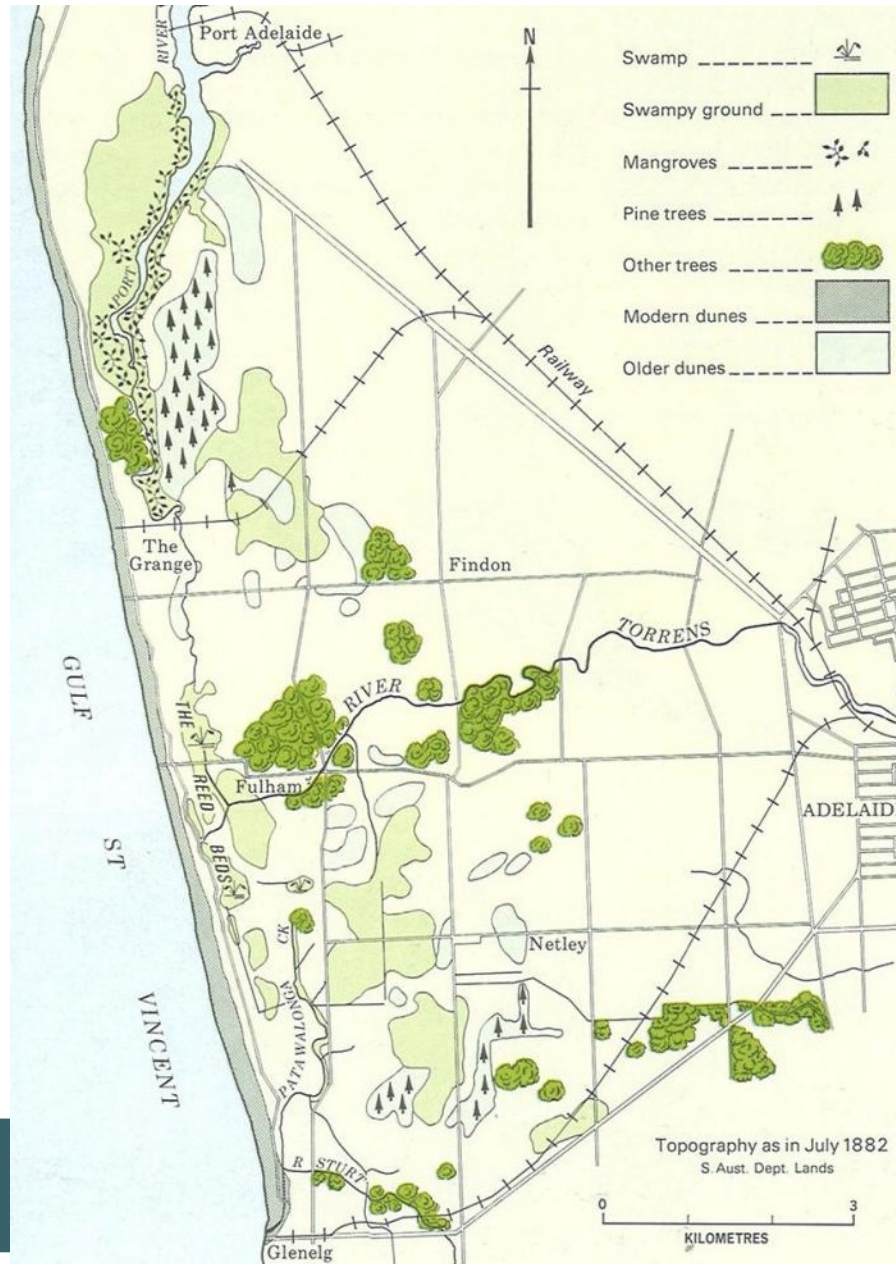 RIVER
Port Adelaide
N
Swamp
Swampy ground
Mangroves
Pine trees
Other trees
Modern dunes
Older dunes
PORT
Railway
The
Grange
Findon
GULF
ST
VINCENT
RIVER
TORRENS
THE
REED
BEDS
Fulham
ADELAID
CK
PATAWALONGA
Netley
R STURT
Glenelg
Topography as in July 1882
S. Aust. Dept. Lands
0 3
KILOMETRES